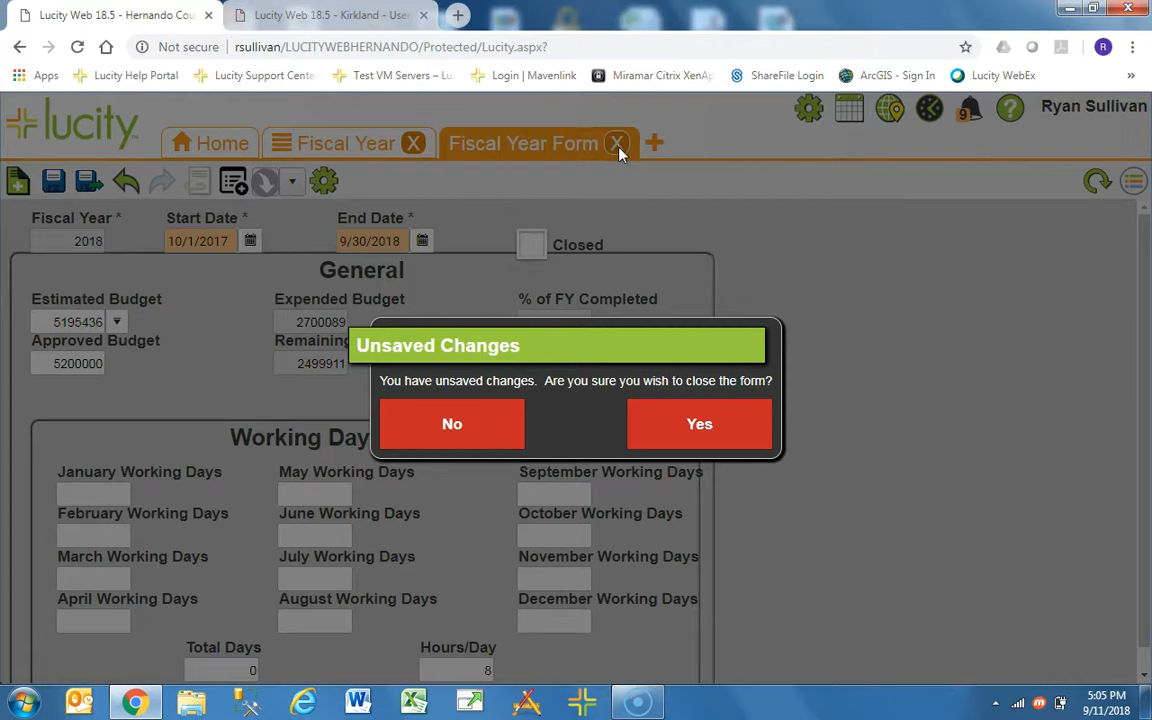 Lucity Web 18.5 - Hernando Cou
Lucity Web 18.5 - Kirkland - User
Not secure rsullivan/LUCITYWEBHERNANDO/Protected/Lucity.aspx?
R
Apps Lucity Help Portal Lucity Support Cente Test VM Servers – Lu Login | Mavenlink Miramar Citrix XenAp ShareFile Login ArcGIS - Sign In Lucity WebEx »
lucity
Home Fiscal Year X Fiscal Year Form X
9 Ryan Sullivan
Fiscal Year * Start Date * End Date *
2018 10/1/2017 9/30/2018 Closed
General
Estimated Budget Expended Budget % of FY Completed
5195436 2700089
Approved Budget
5200000 2499911
Unsaved Changes
You have unsaved changes. Are you sure you wish to close the form?
No Yes
January Working Days May Working Days September Working Days
February Working Days June Working Days October Working Days
March Working Days July Working Days November Working Days
April Working Days August Working Days December Working Days
Total Days Hours/Day
0 8
5:05 PM
9/11/2018